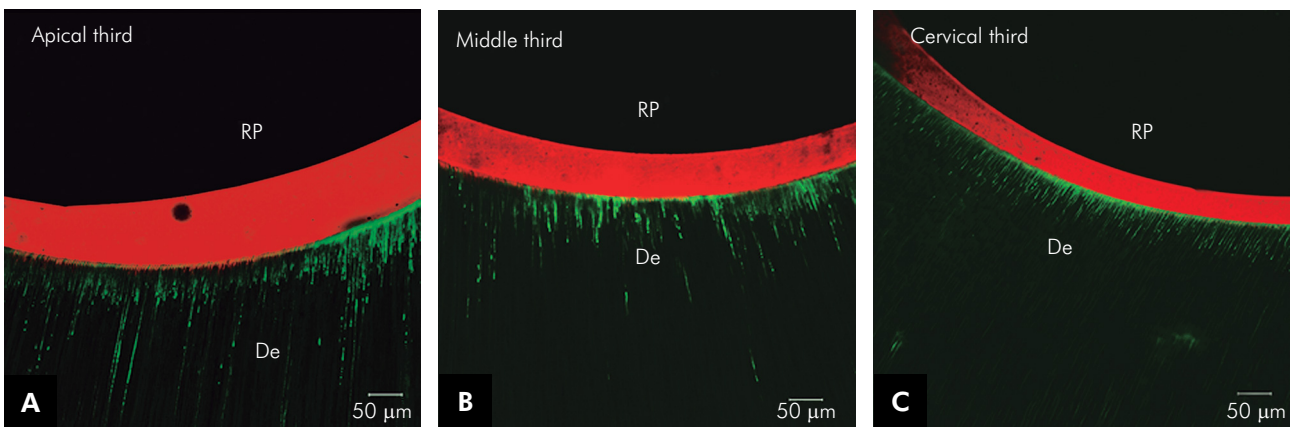 Apical third
RP
De
A
50 µm
Middle third
RP
De
B
50 µm
Cervical third
RP
De
C
50 µm